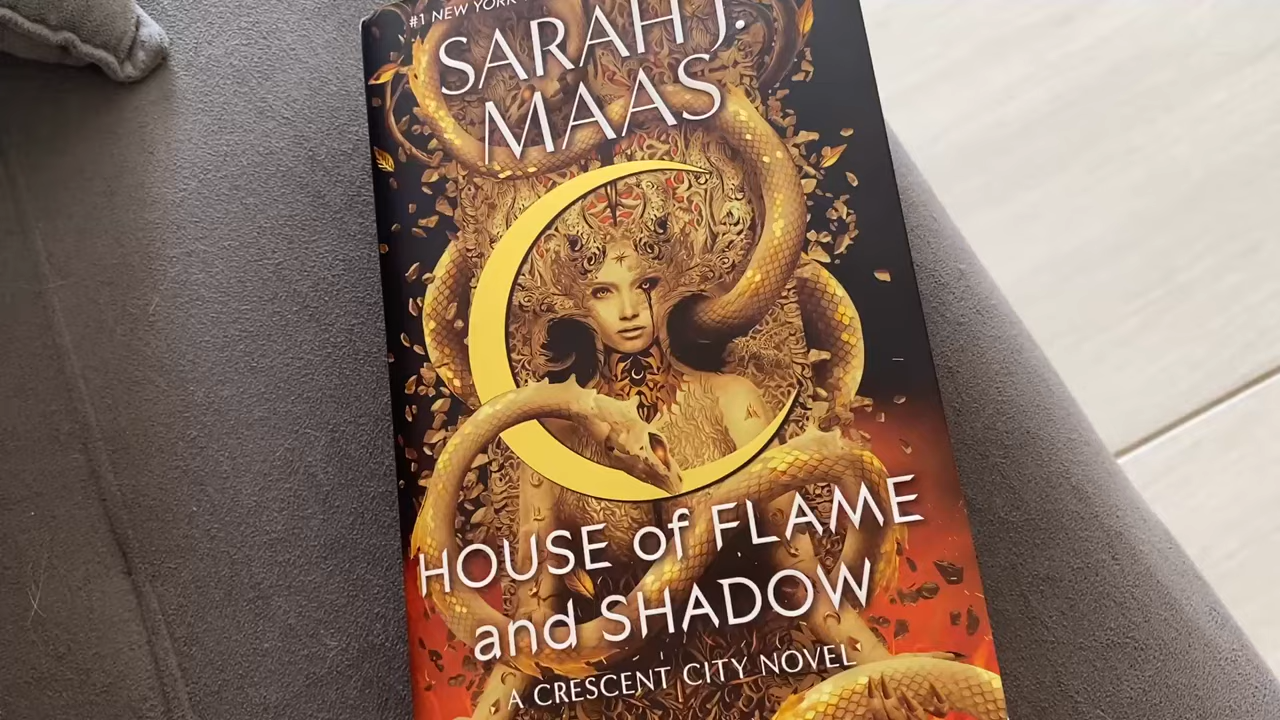 #1 NEW YORK
SARAH J.
MAAS
HOUSE of FLAME
and SHADOW
A CRESCENT CITY NOVEL